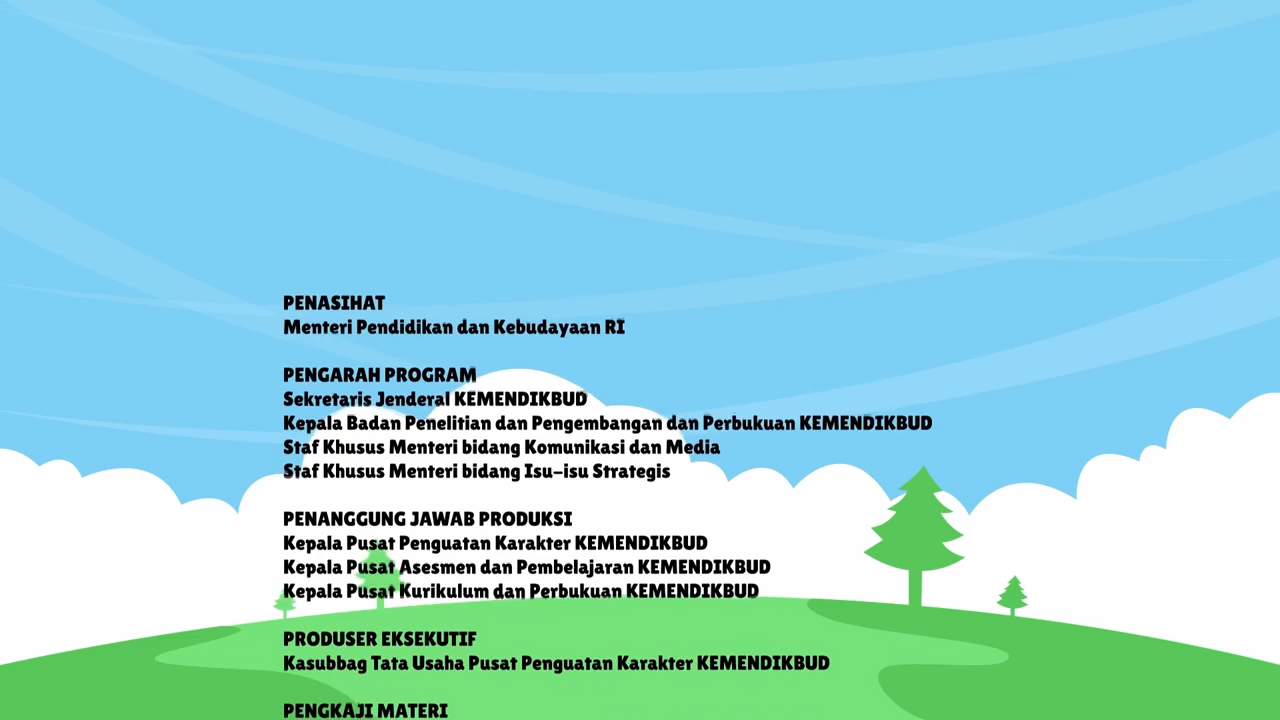 PENASIHAT
Menteri Pendidikan dan Kebudayaan RI
PENGARAH PROGRAM
Sekretaris Jenderal KEMENDIKBUD
Kepala Badan Penelitian dan Pengembangan dan Perbukuan KEMENDIKBUD
Staf Khusus Menteri bidang Komunikasi dan Media
Staf Khusus Menteri bidang Isu-isu Strategis
PENANGGUNG JAWAB PRODUKSI
Kepala Pusat Penguatan Karakter KEMENDIKBUD
Kepala Pusat Asesmen dan Pembelajaran KEMENDIKBUD
Kepala Pusat Kurikulum dan Perbukuan KEMENDIKBUD
PRODUSER EKSEKUTIF
Kasubbag Tata Usaha Pusat Penguatan Karakter KEMENDIKBUD
PENGKAJI MATERI